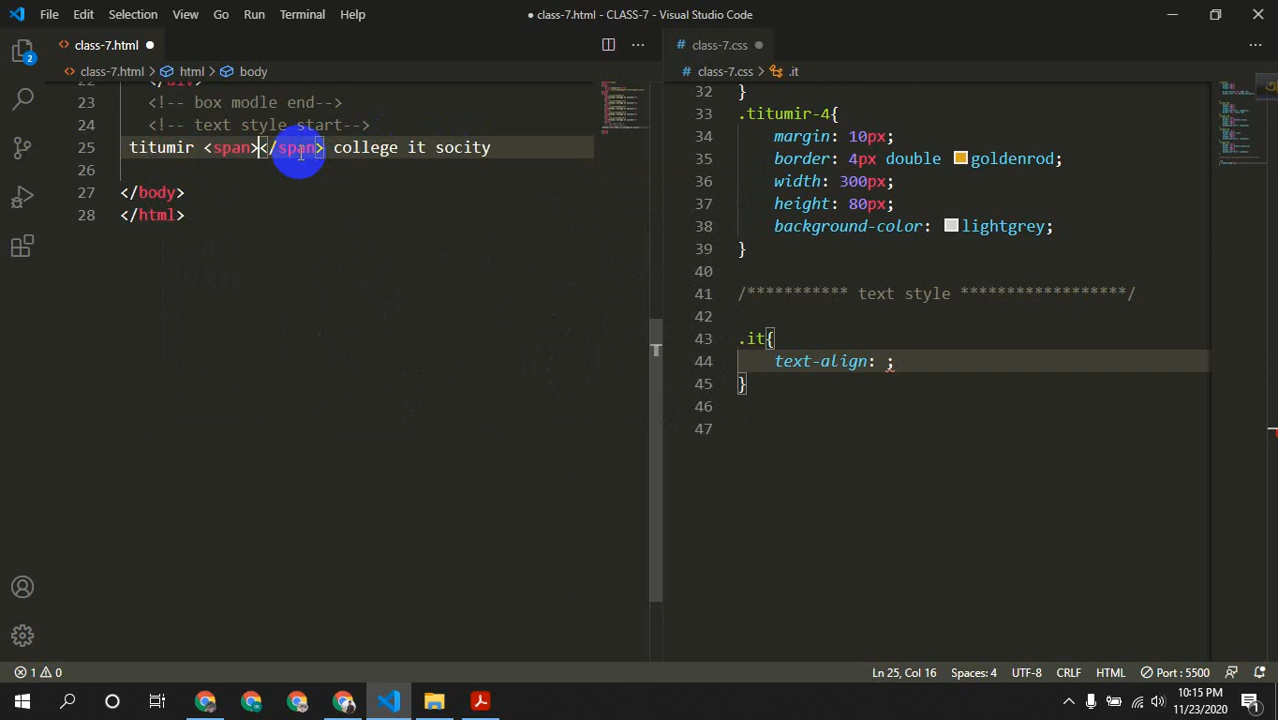 File Edit Selection View Go Run Terminal Help
● class-7.html - CLASS-7 - Visual Studio Code
class-7.html ●
class-7.css ●
class-7.html > html > body
class-7.css > .it
2
23 <!-- box modle end-->
24 <!-- text style start-->
25 titumir <span></span> college it socity
26
27 </body>
28 </html>
32 }
33 .titumir-4{
34 margin: 10px;
35 border: 4px double goldenrod;
36 width: 300px;
37 height: 80px;
38 background-color: lightgrey;
39 }
40
41 /*********** text style ******************/
42
43 .it{
44 text-align: ;
45 }
46
47
1 0
Ln 25, Col 16 Spaces: 4 UTF-8 CRLF HTML Port : 5500
10:15 PM
11/23/2020
1